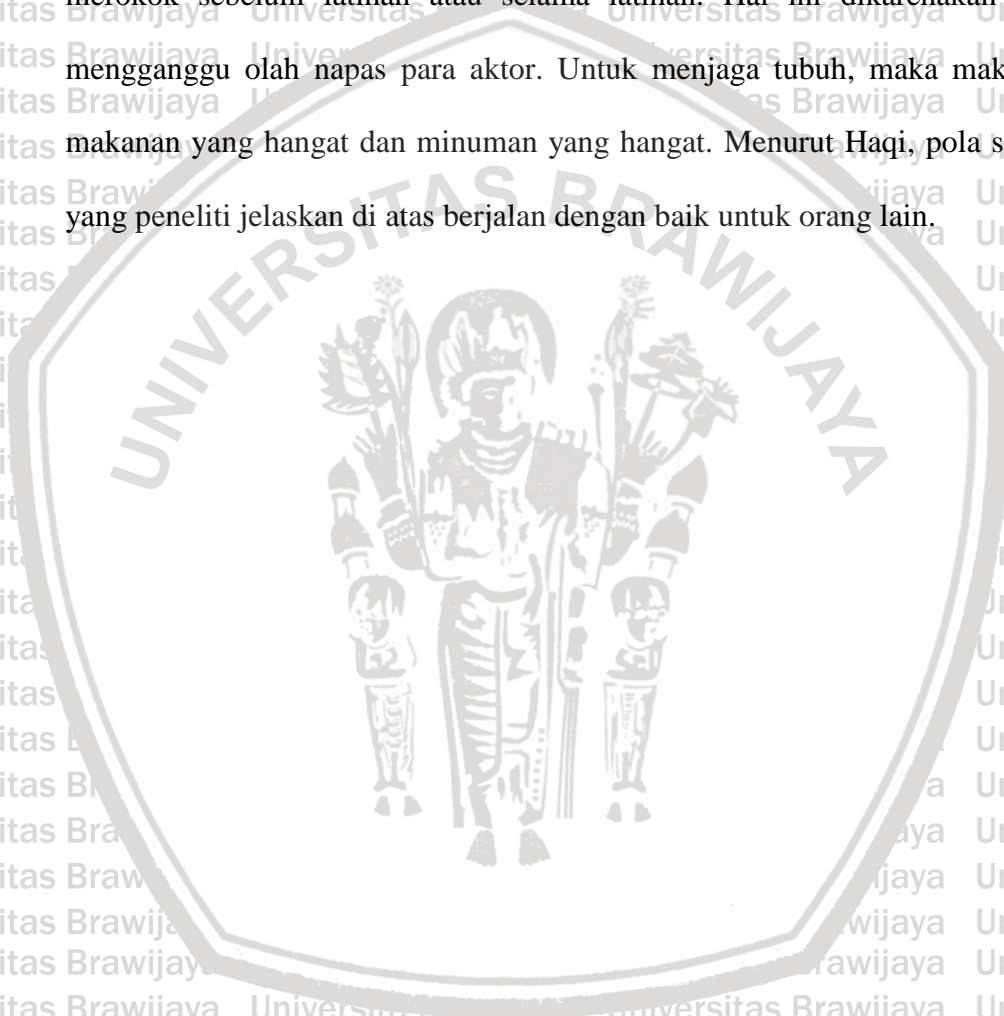 merokok sebelum latihan atau selama latihan. Hal ini dikarenakan
mengganggu olah napas para aktor. Untuk menjaga tubuh, maka mak
makanan yang hangat dan minuman yang hangat. Menurut Haqi, pola s
yang peneliti jelaskan di atas berjalan dengan baik untuk orang lain.
UNIVERSITAS BRAWIJAYA